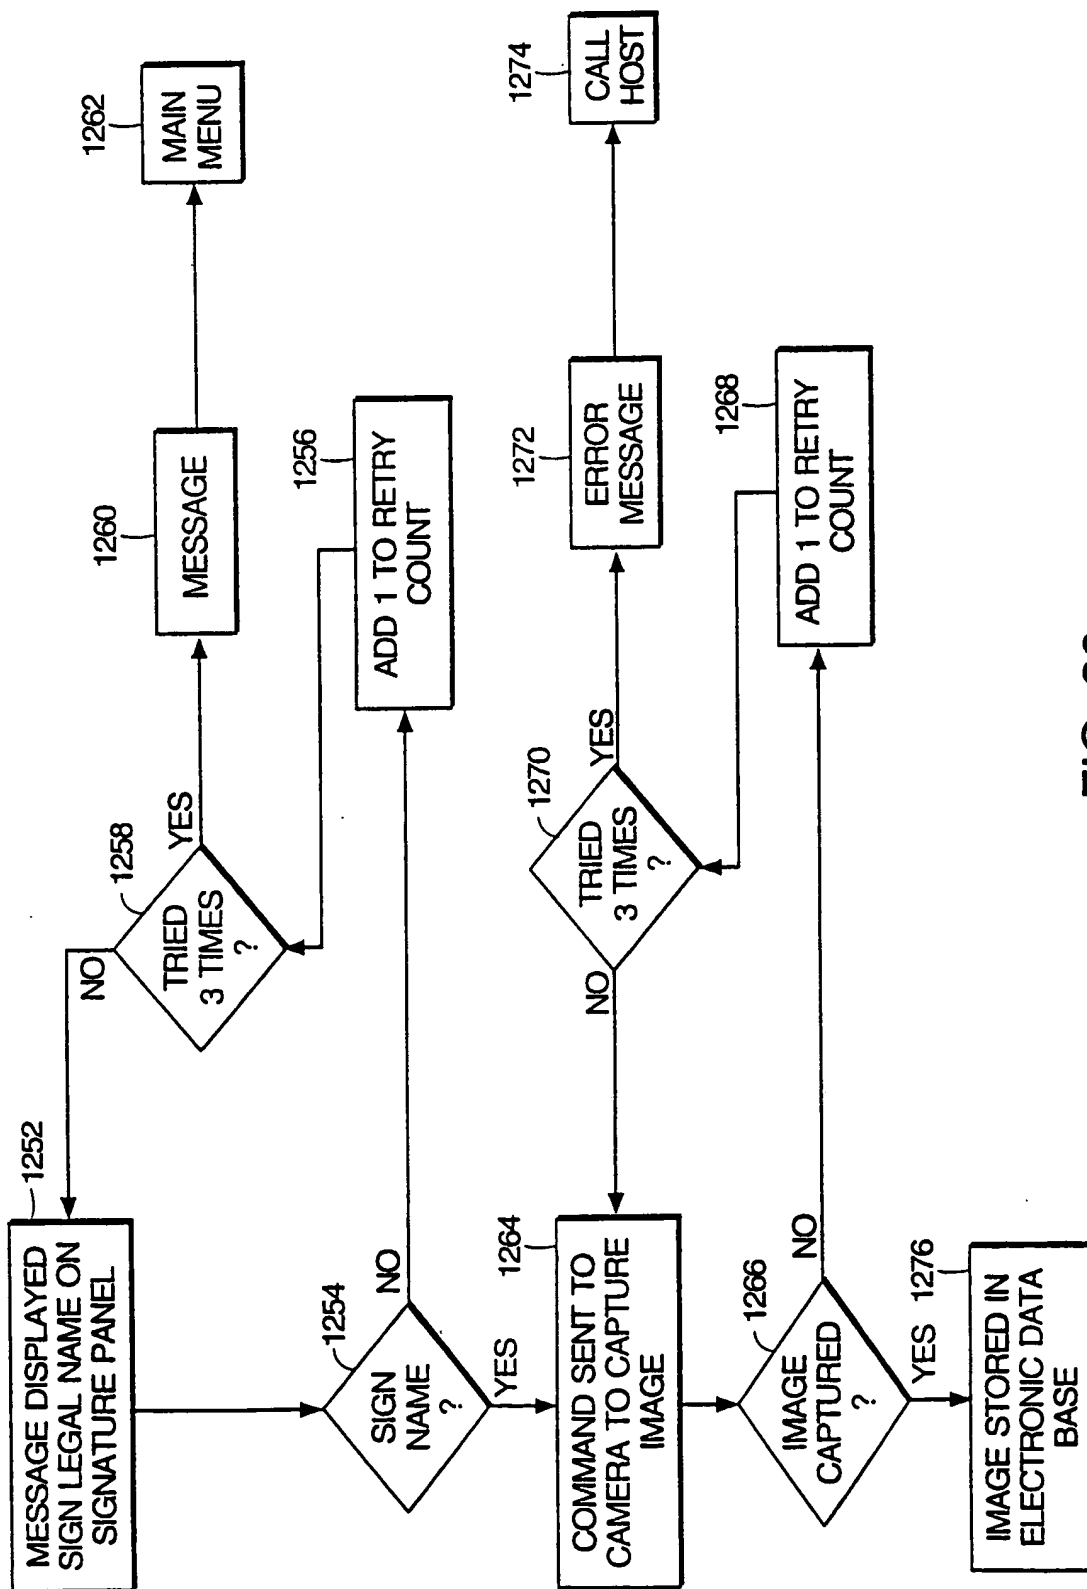 1252
MESSAGE DISPLAYED
SIGN LEGAL NAME ON
SIGNATURE PANEL
NO
1258
TRIED
3 TIMES
?
YES
1260
MESSAGE
1262
MAIN
MENU
1254
SIGN
NAME
?
NO
YES
1256
ADD 1 TO RETRY
COUNT
1264
COMMAND SENT TO
CAMERA TO CAPTURE
IMAGE
NO
1270
TRIED
3 TIMES
?
YES
1272
ERROR
MESSAGE
1274
CALL
HOST
1266
IMAGE
CAPTURED
?
NO
YES
1268
ADD 1 TO RETRY
COUNT
1276
IMAGE STORED IN
ELECTRONIC DATA
BASE